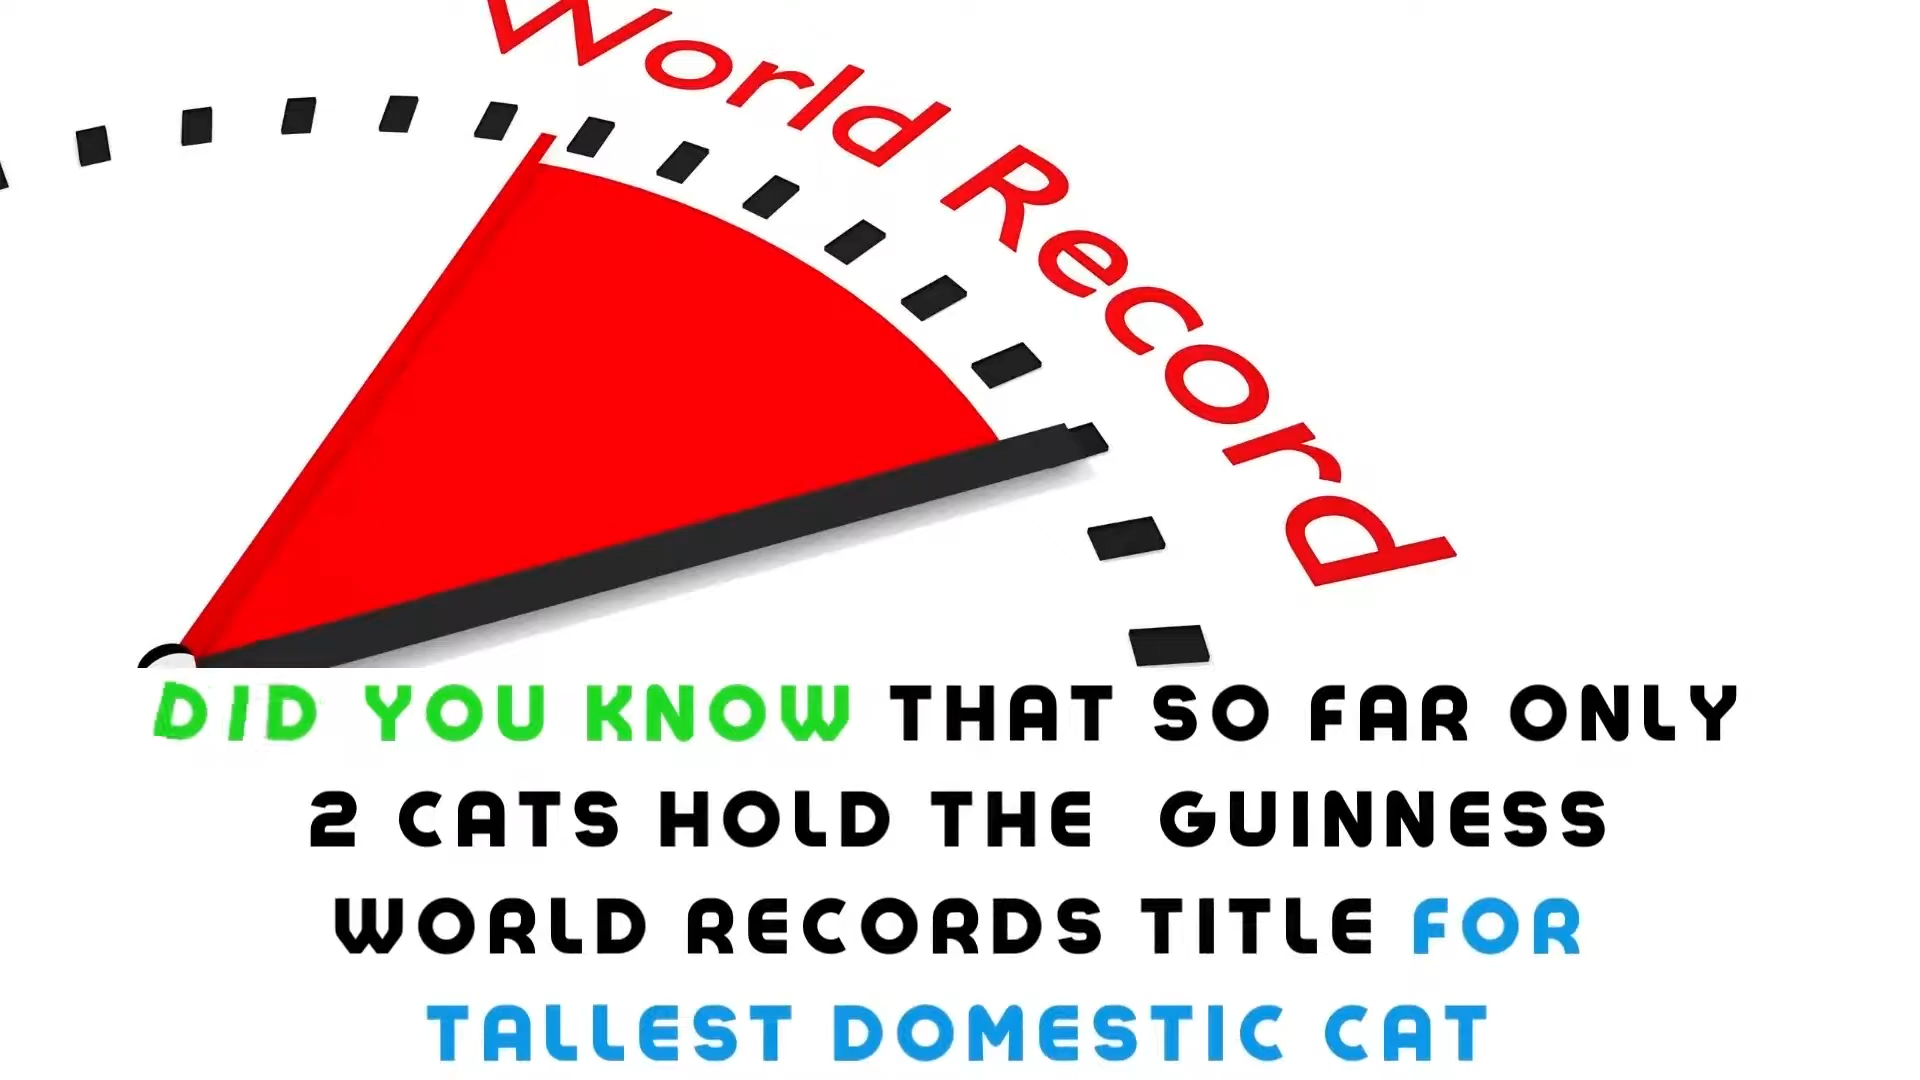 World Record
DID YOU KNOW THAT SO FAR ONLY
2 CATS HOLD THE GUINNESS
WORLD RECORDS TITLE FOR
TALLEST DOMESTIC CAT